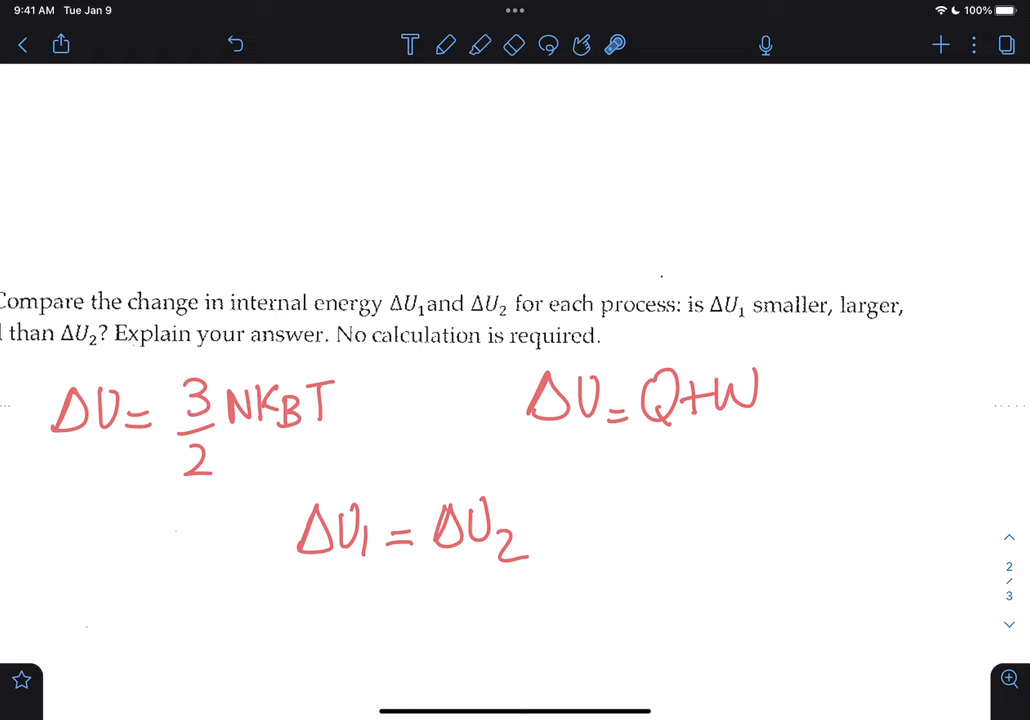 9:41 AM Tue Jan 9
100%
Compare the change in internal energy ΔU₁ and ΔU₂ for each process: is ΔU₁ smaller, larger,
than ΔU₂? Explain your answer. No calculation is required.
ΔU = 3/2 NKBT
ΔU = Q+W
ΔU₁ = ΔU₂
2
/
3